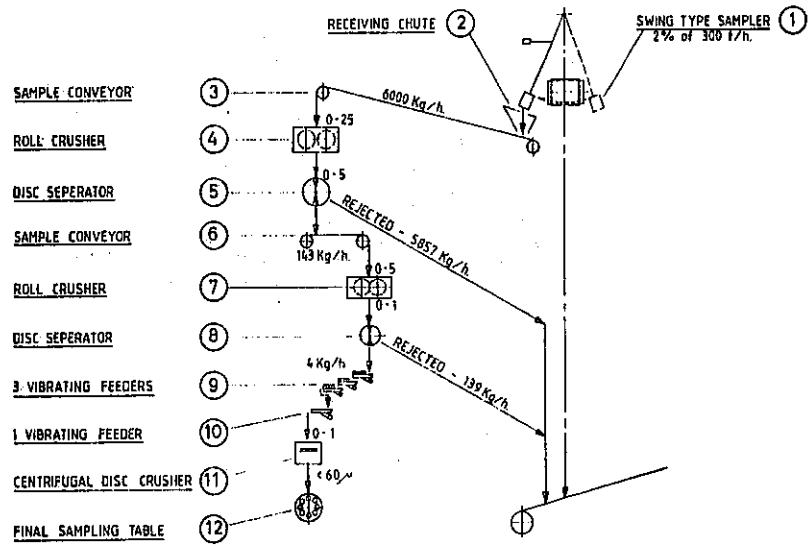 RECEIVING CHUTE 2
SWING TYPE SAMPLER 1
2% of 300 t/h.
SAMPLE CONVEYOR 3
6000 Kg/h.
0-25
ROLL CRUSHER 4
0-5
DISC SEPERATOR 5
REJECTED - 5857 Kg/h.
SAMPLE CONVEYOR 6
143 Kg/h.
0-5
ROLL CRUSHER 7
0-1
DISC SEPERATOR 8
REJECTED - 139 Kg/h.
4 Kg/h
3 VIBRATING FEEDERS 9
1 VIBRATING FEEDER 10
0-1
CENTRIFUGAL DISC CRUSHER 11
<60μ
FINAL SAMPLING TABLE 12